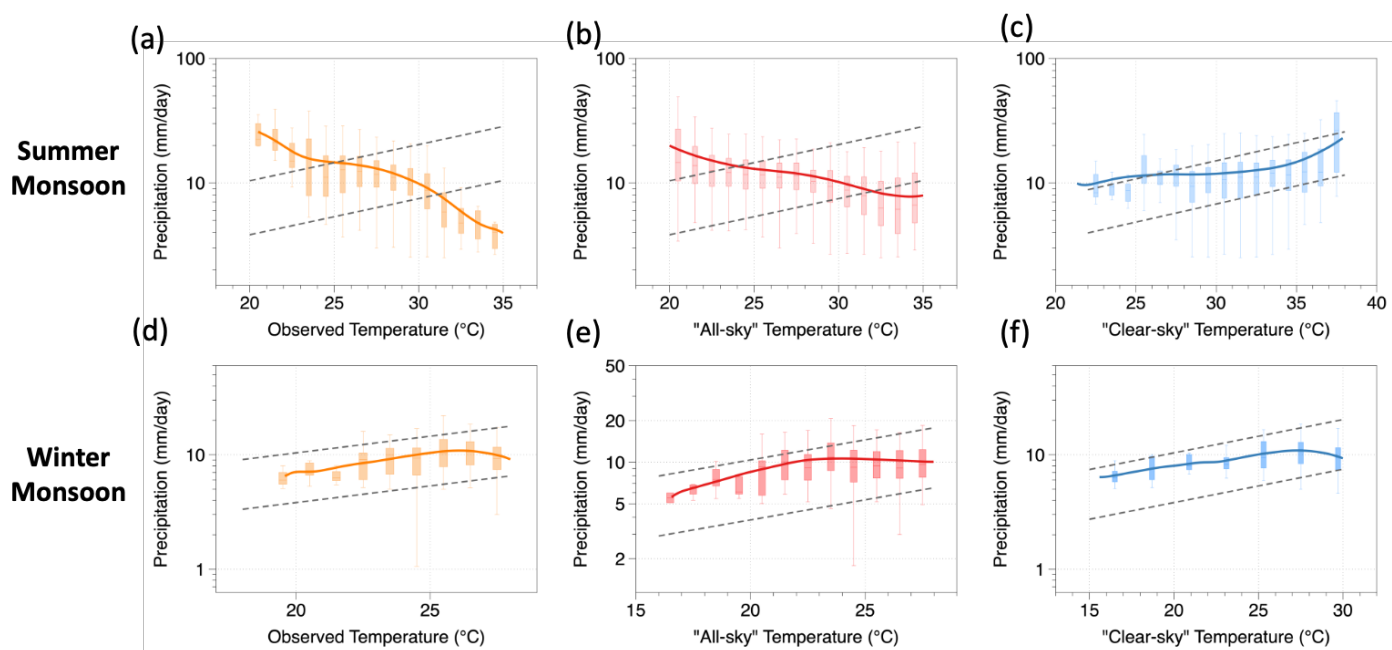 (a)
(b)
(c)
Summer
Monsoon
Precipitation (mm/day)
100
10
20
25
30
35
Observed Temperature (°C)
Precipitation (mm/day)
100
10
20
25
30
35
"All-sky" Temperature (°C)
Precipitation (mm/day)
100
10
20
25
30
35
40
"Clear-sky" Temperature (°C)
(d)
(e)
(f)
Winter
Monsoon
Precipitation (mm/day)
10
1
20
25
Observed Temperature (°C)
Precipitation (mm/day)
50
20
10
5
2
15
20
25
"All-sky" Temperature (°C)
Precipitation (mm/day)
10
1
15
20
25
30
"Clear-sky" Temperature (°C)